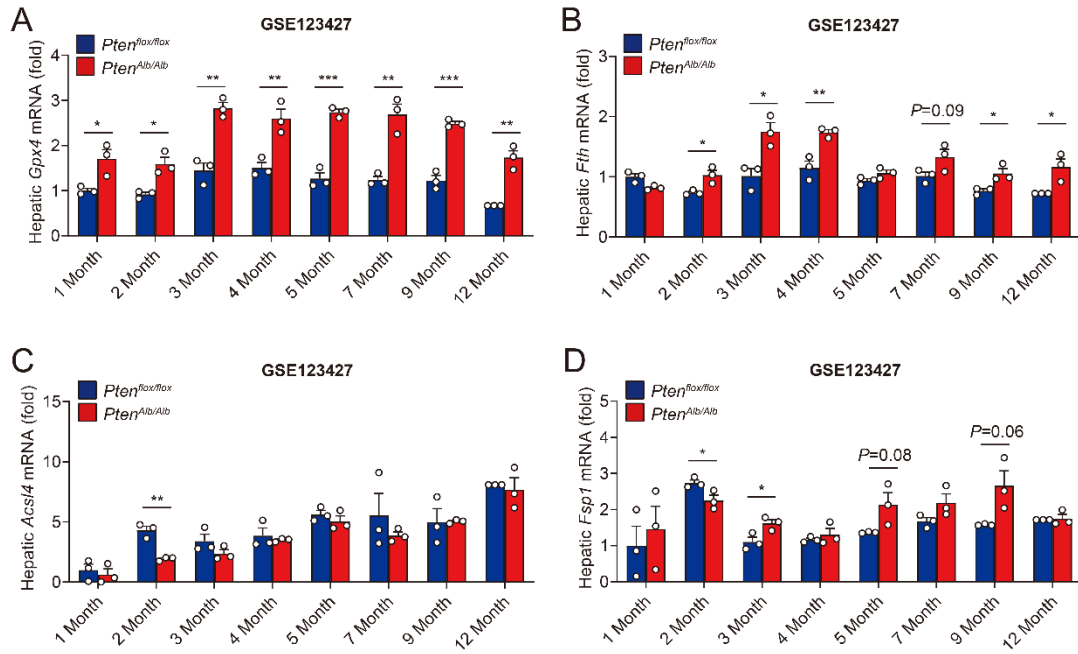 A
GSE123427
Pten^flox/flox
Pten^Alb/Alb
Hepatic Gpx4 mRNA (fold)
4
3
2
1
0
* * ** ** *** ** *** **
1 Month 2 Month 3 Month 4 Month 5 Month 7 Month 9 Month 12 Month
B
GSE123427
Pten^flox/flox
Pten^Alb/Alb
Hepatic Fth mRNA (fold)
3
2
1
0
* * ** P=0.09 * *
1 Month 2 Month 3 Month 4 Month 5 Month 7 Month 9 Month 12 Month
C
GSE123427
Pten^flox/flox
Pten^Alb/Alb
Hepatic Acsl4 mRNA (fold)
15
10
5
0
**
1 Month 2 Month 3 Month 4 Month 5 Month 7 Month 9 Month 12 Month
D
GSE123427
Pten^flox/flox
Pten^Alb/Alb
Hepatic Fsp1 mRNA (fold)
5
4
3
2
1
0
* * P=0.08 P=0.06
1 Month 2 Month 3 Month 4 Month 5 Month 7 Month 9 Month 12 Month